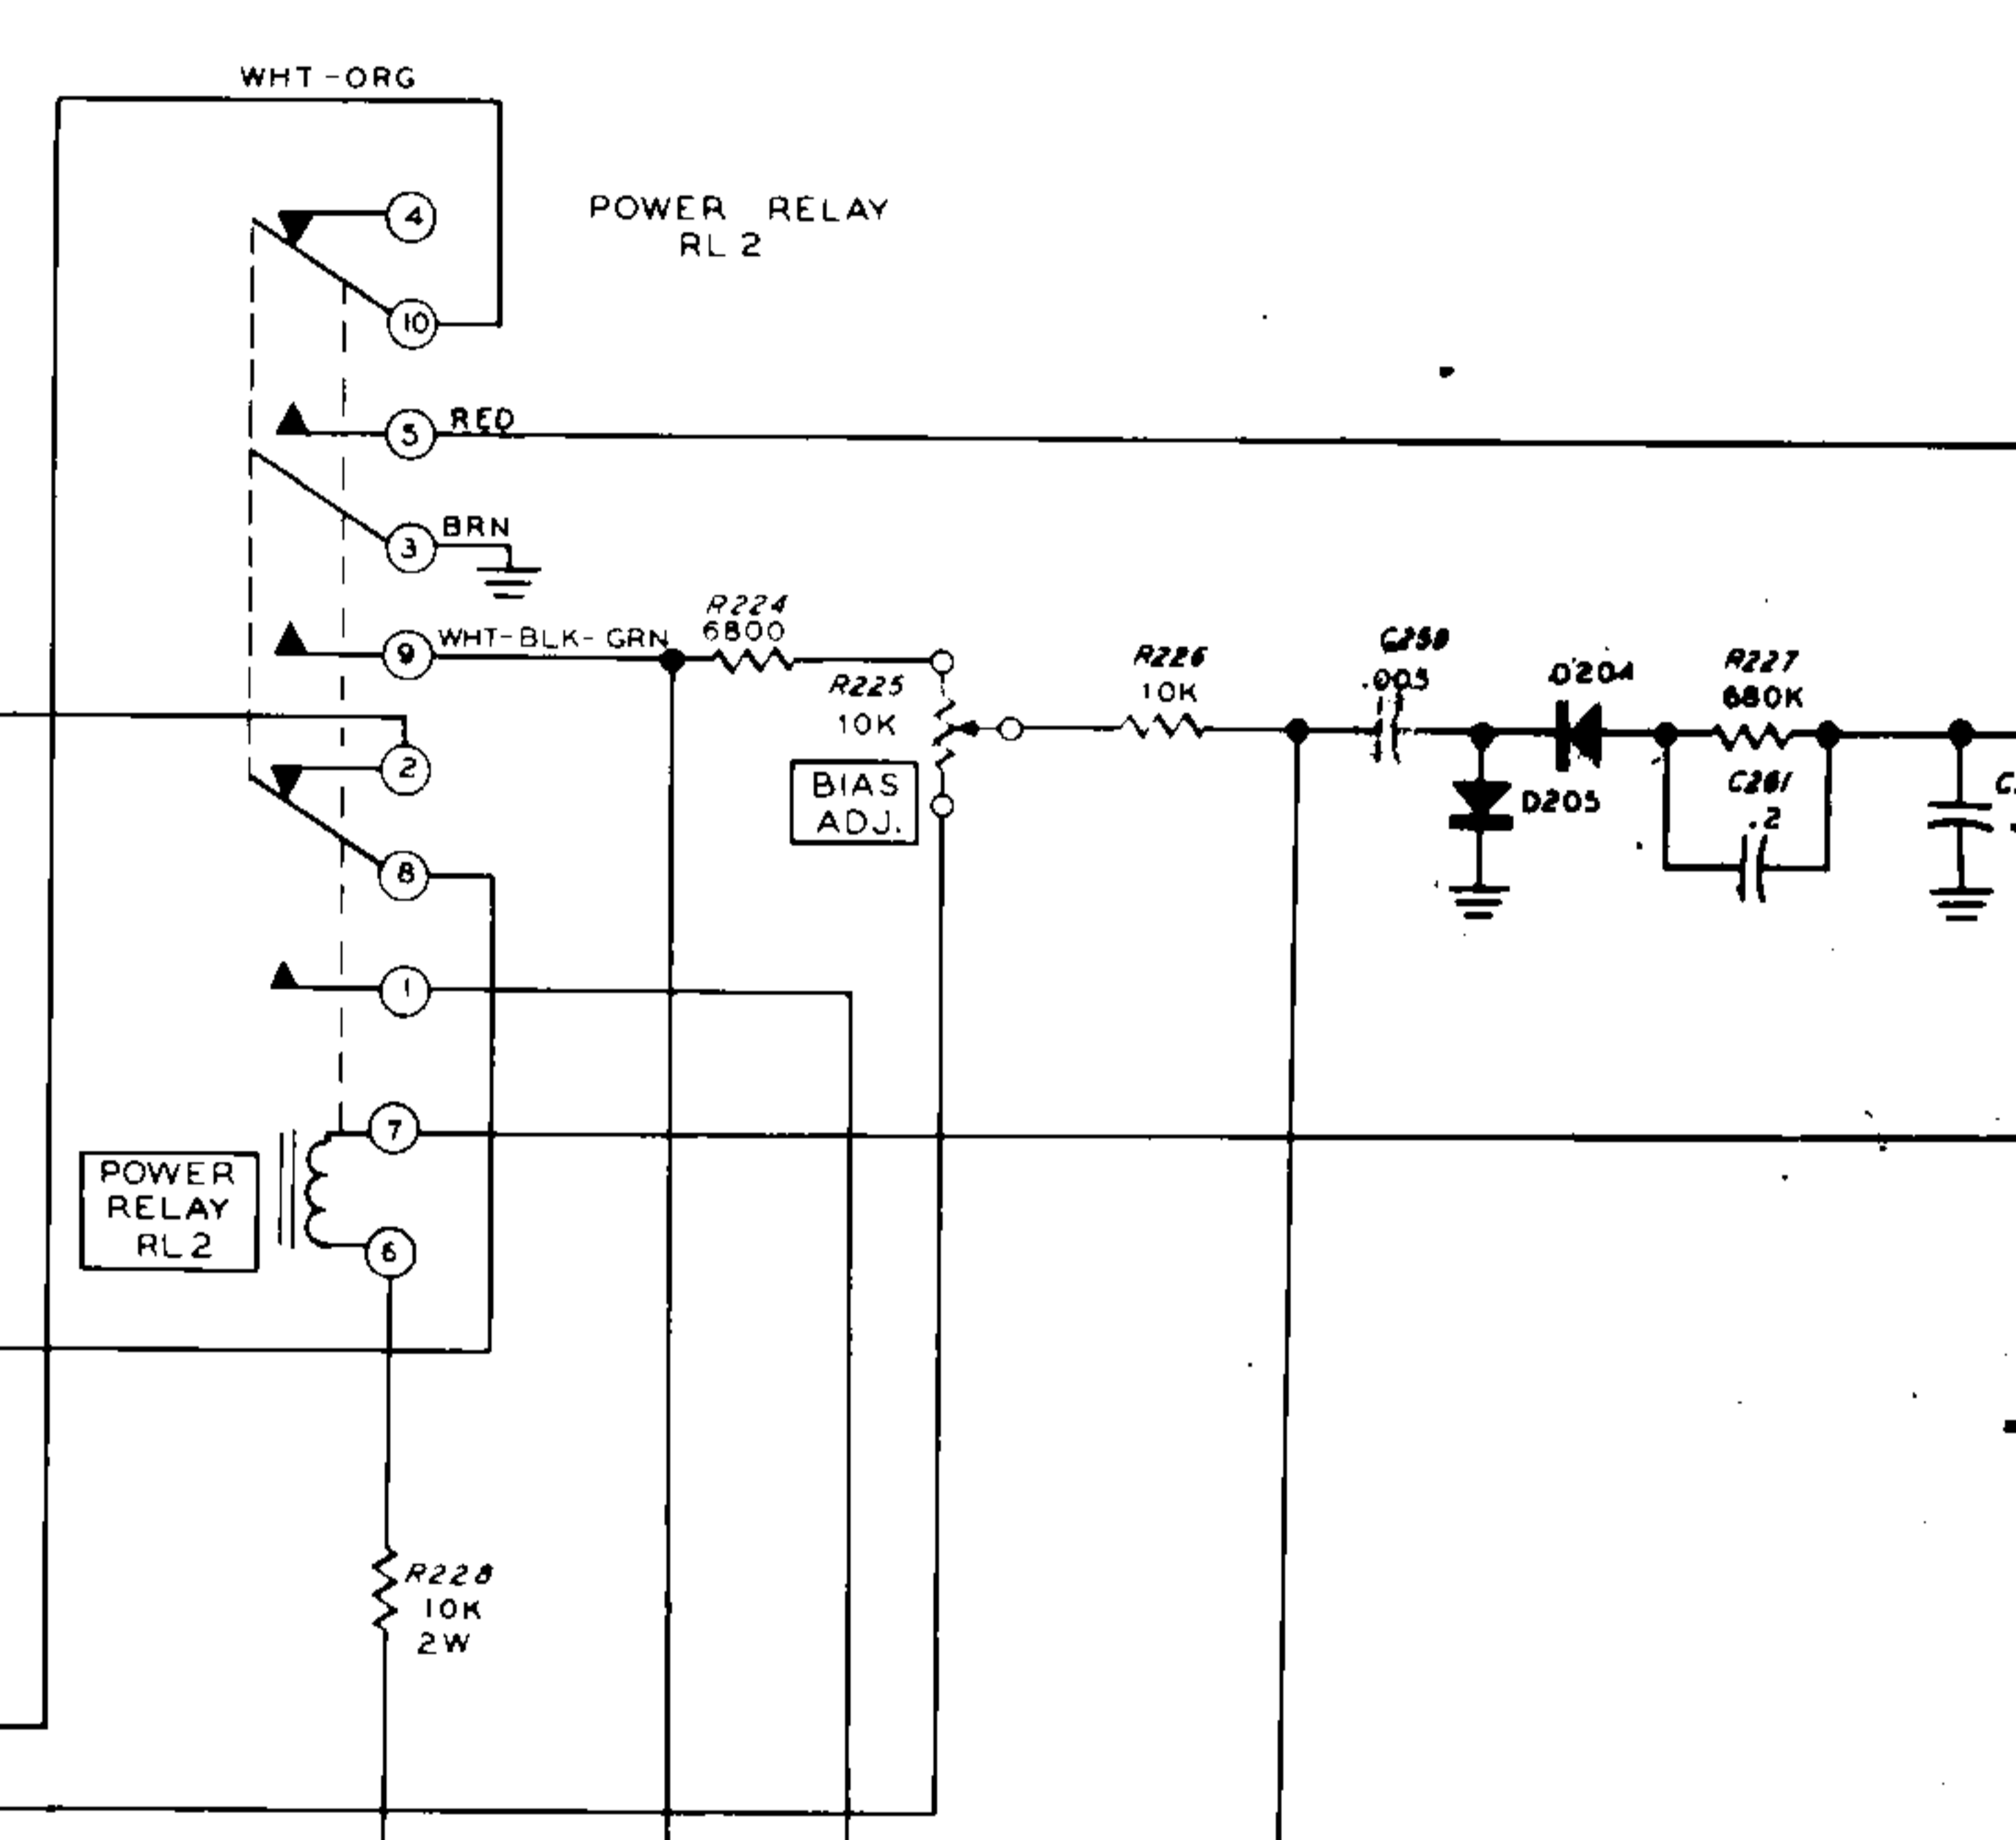 WHT-ORG
4
POWER RELAY
RL 2
10
5 RED
3 BRN
9 WHT-BLK-GRN
R224
6800
R225
10K
BIAS
ADJ.
R226
10K
C250
.005
D204
R227
680K
D205
C261
.2
2
8
1
7
POWER
RELAY
RL2
6
R228
10K
2W